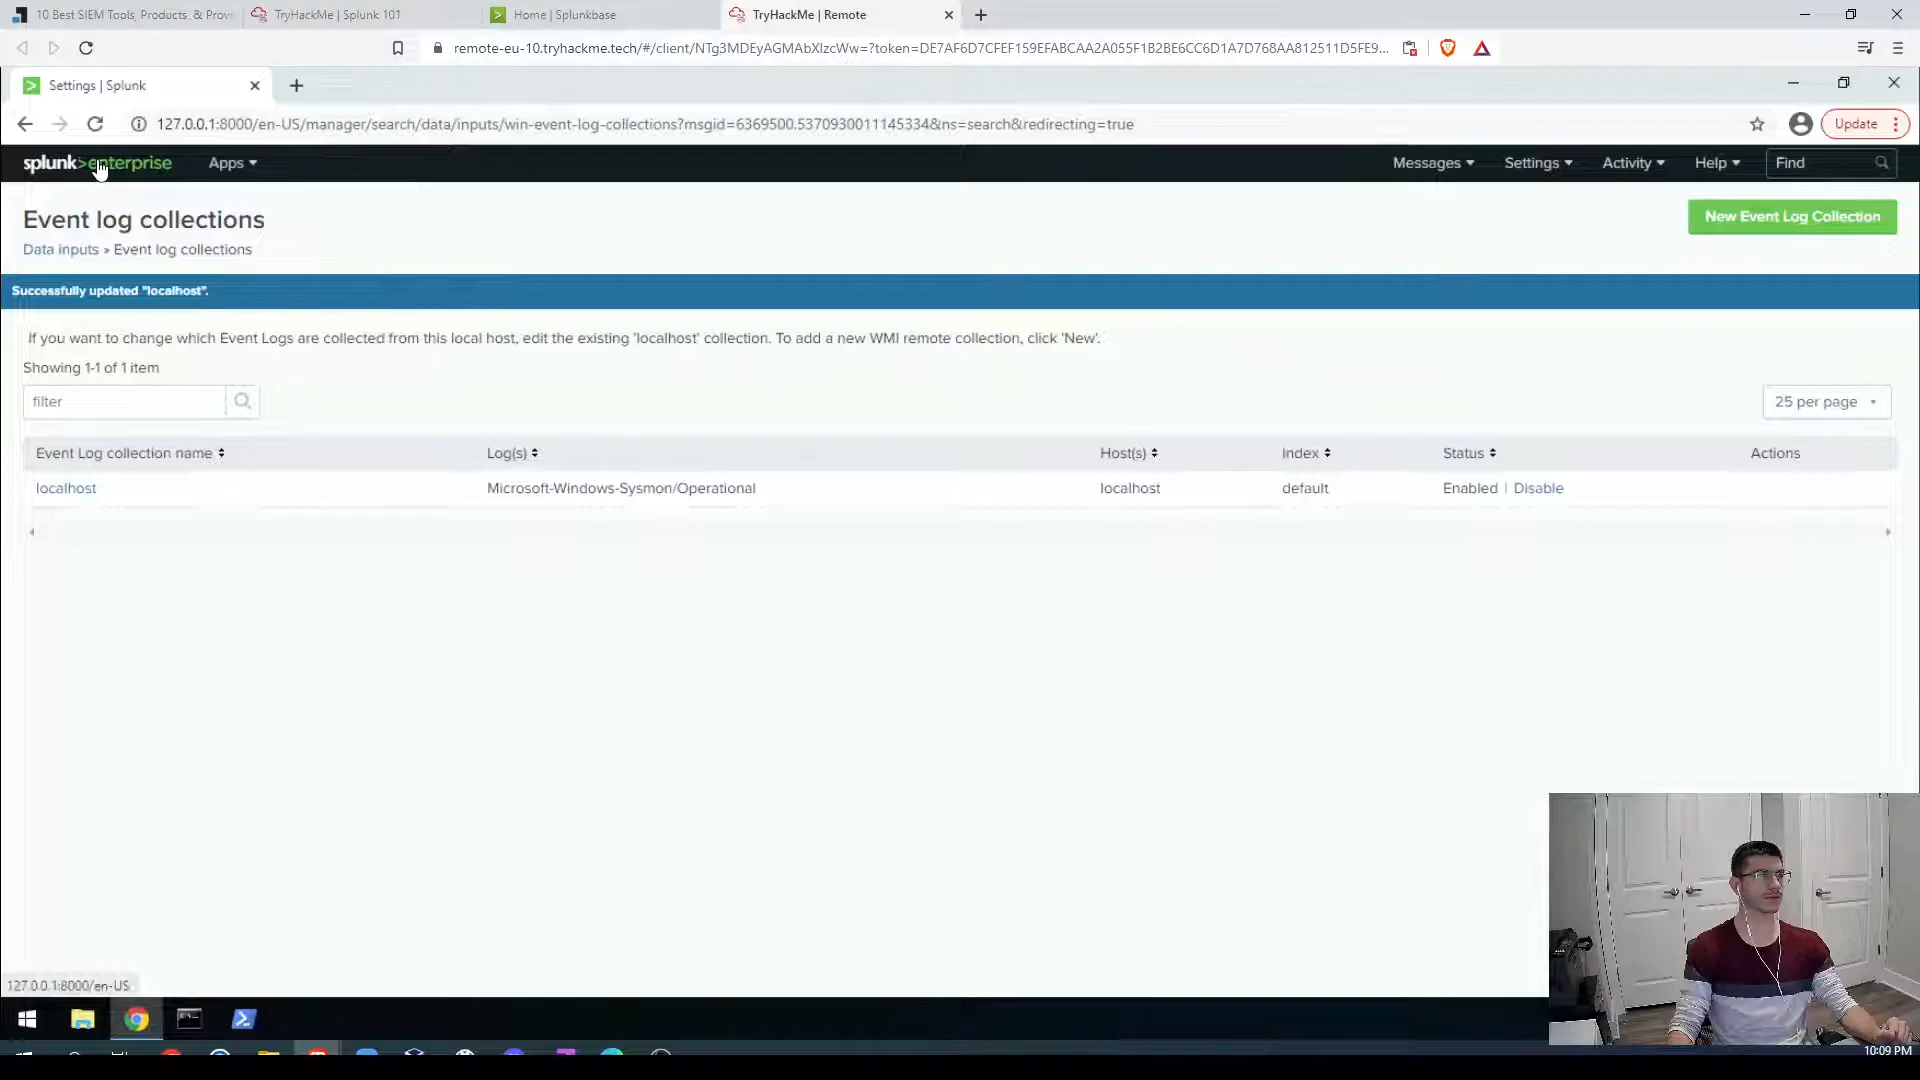 10 Best SIEM Tools, Products, & Prov
TryHackMe | Splunk 101
Home | Splunkbase
TryHackMe | Remote
remote-eu-10.tryhackme.tech/#/client/NTg3MDEyAGMAbXlzcWw=?token=DE7AF6D7CFEF159EFABCAA2A055F1B2BE6CC6D1A7D768AA812511D5FE9...
Settings | Splunk
127.0.0.1:8000/en-US/manager/search/data/inputs/win-event-log-collections?msgid=6369500.5370930011145334&ns=search&redirecting=true
Update
splunk>enterprise
Apps
Messages
Settings
Activity
Help
Find
Event log collections
New Event Log Collection
Data inputs » Event log collections
Successfully updated "localhost".
If you want to change which Event Logs are collected from this local host, edit the existing 'localhost' collection. To add a new WMI remote collection, click 'New'.
Showing 1-1 of 1 item
filter
25 per page
Event Log collection name Log(s) Host(s) Index Status Actions
localhost Microsoft-Windows-Sysmon/Operational localhost default Enabled | Disable
127.0.0.1:8000/en-US
10:09 PM